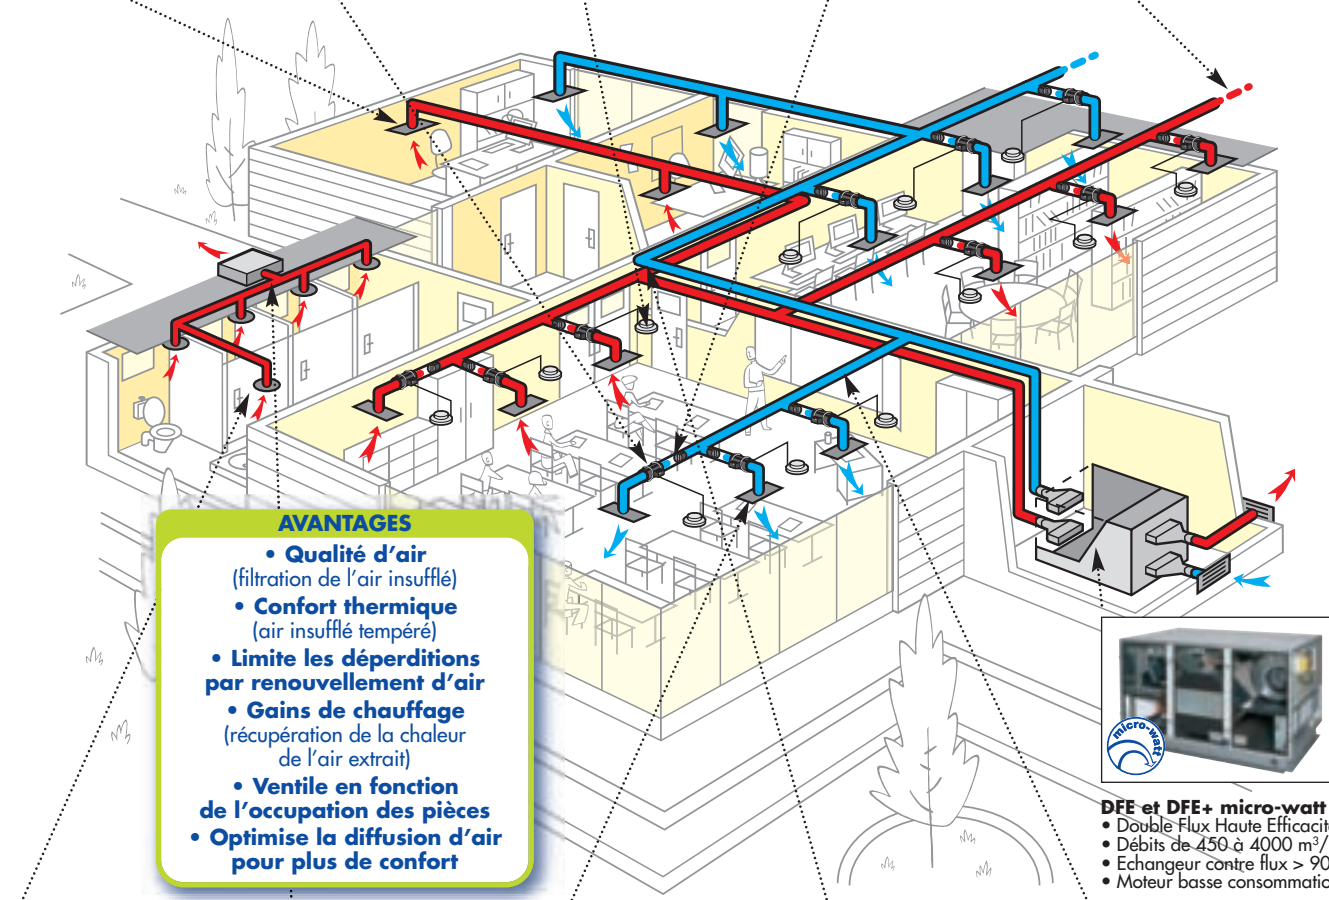 AVANTAGES
• Qualité d'air
(filtration de l'air insufflé)
• Confort thermique
(air insufflé tempéré)
• Limite les déperditions
par renouvellement d'air
• Gains de chauffage
(récupération de la chaleur
de l'air extrait)
• Ventile en fonction
de l'occupation des pièces
• Optimise la diffusion d'air
pour plus de confort
micro-watt
DFE et DFE+ micro-watt
• Double Flux Haute Efficacité
• Débits de 450 à 4000 m³/
• Echangeur contre flux > 90
• Moteur basse consommatio